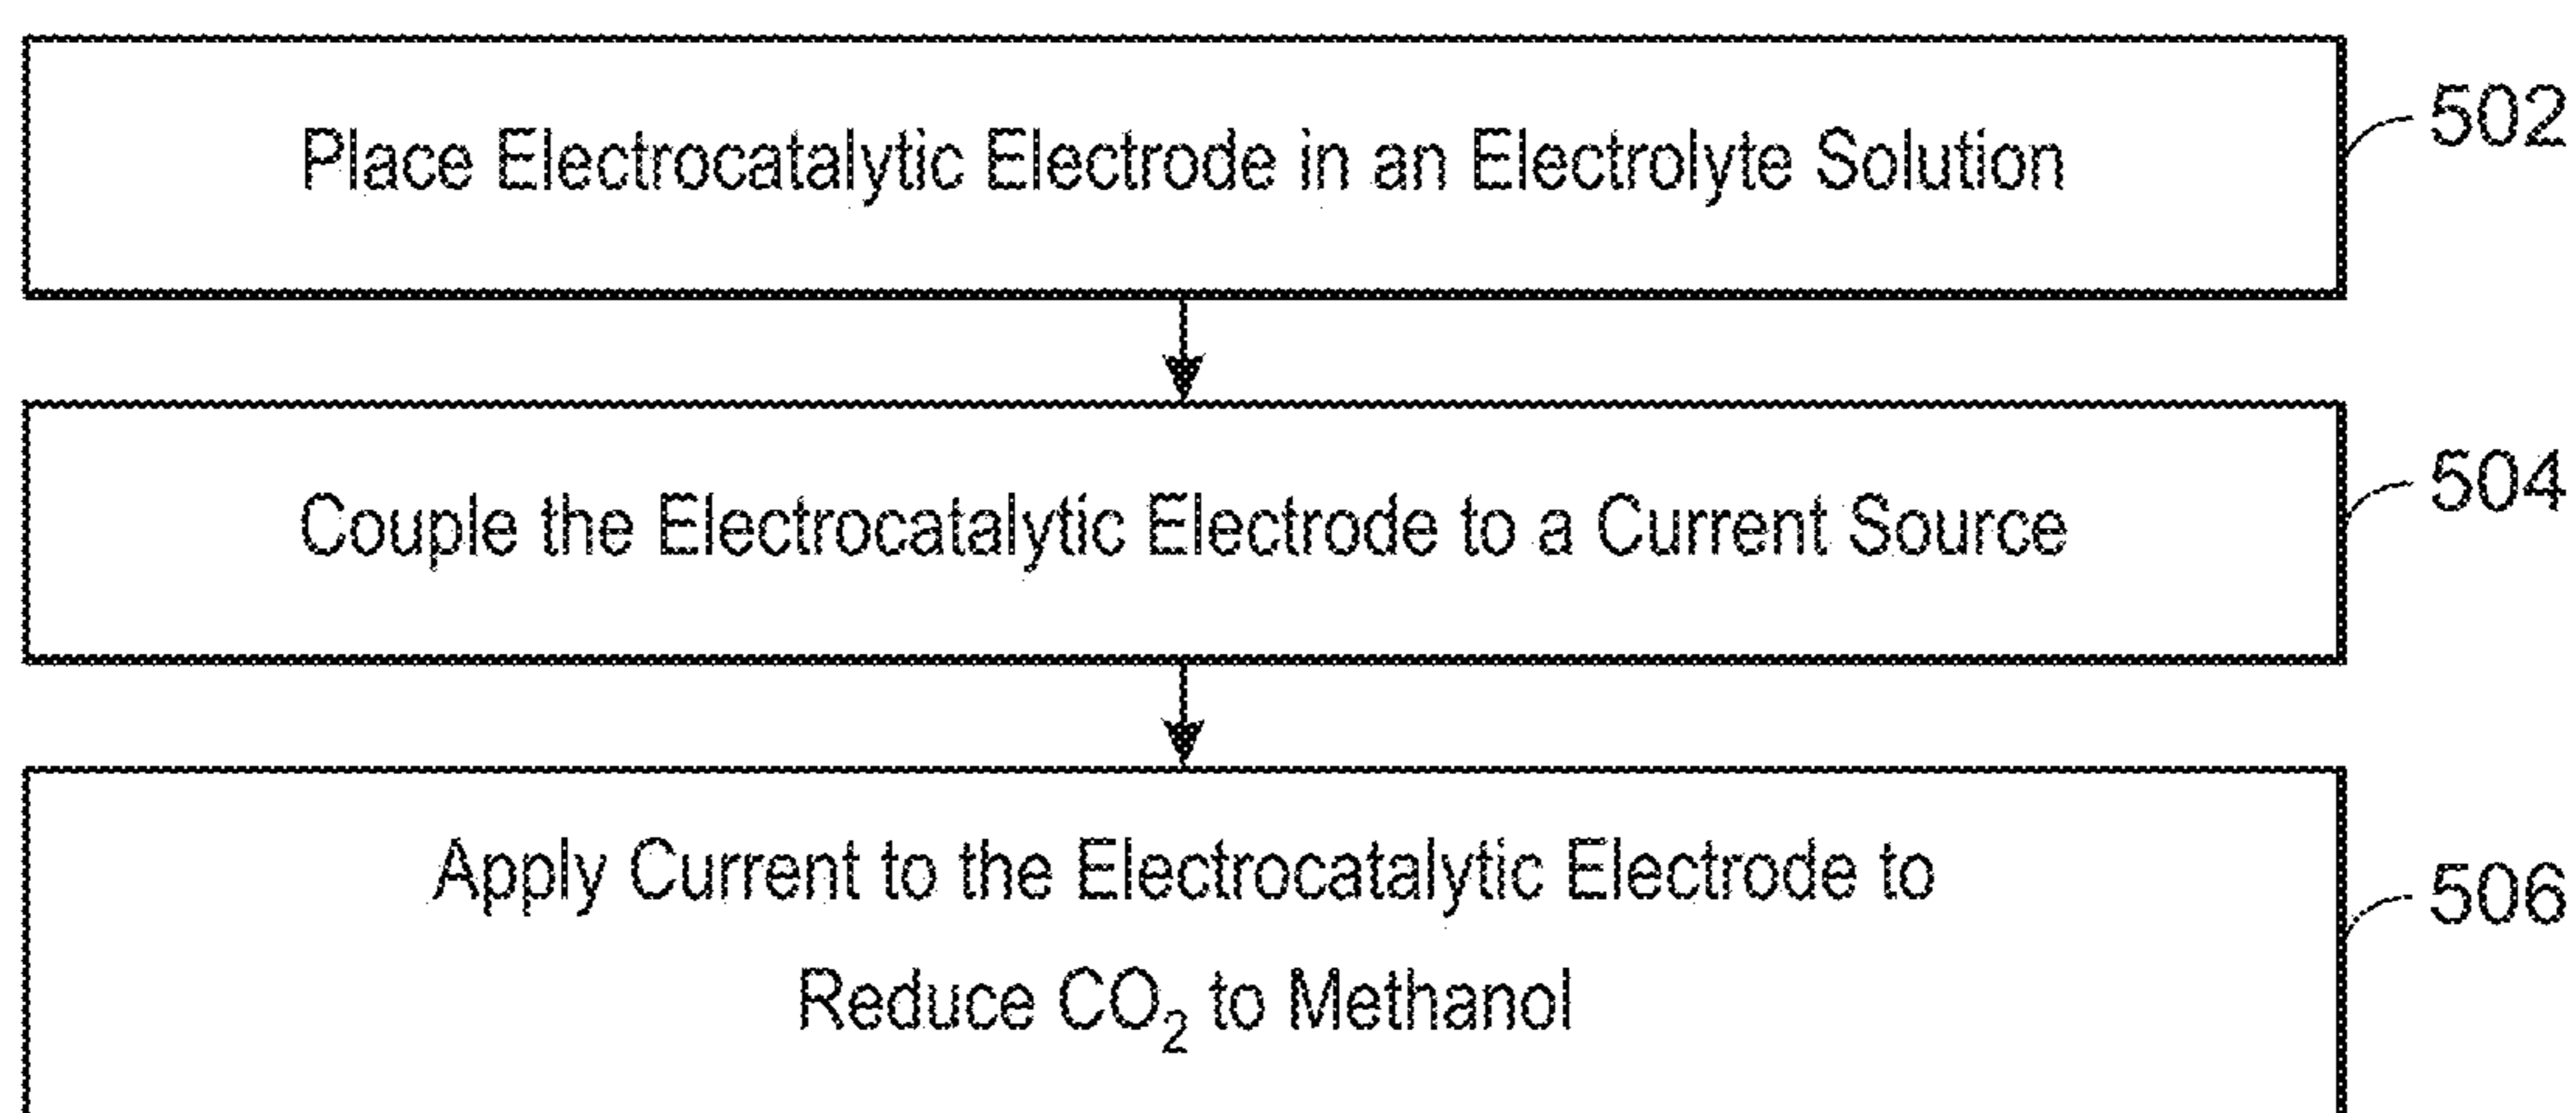 Place Electrocatalytic Electrode in an Electrolyte Solution
502
Couple the Electrocatalytic Electrode to a Current Source
504
Apply Current to the Electrocatalytic Electrode to
Reduce CO₂ to Methanol
506